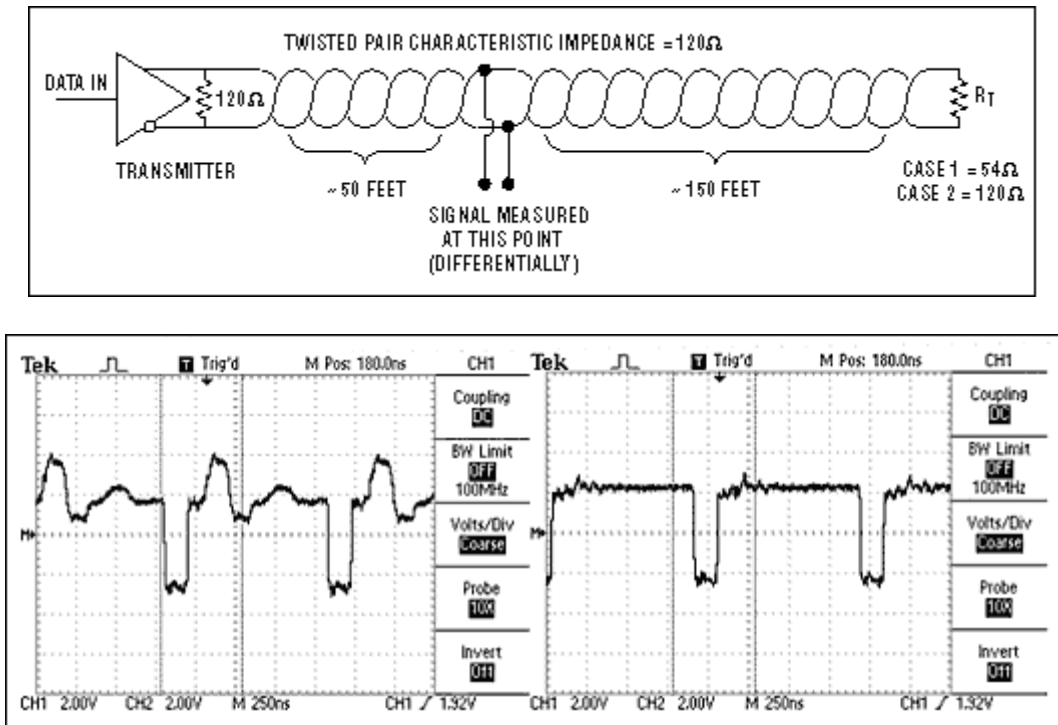 TWISTED PAIR CHARACTERISTIC IMPEDANCE = 120Ω
DATA IN
120Ω
RT
TRANSMITTER
~ 50 FEET
~ 150 FEET
CASE 1 = 54Ω
CASE 2 = 120Ω
SIGNAL MEASURED
AT THIS POINT
(DIFFERENTIALLY)
Tek T Trig'd M Pos: 180.0ns CH1
Coupling
DC
BW Limit
OFF
100MHz
Volts/Div
Coarse
Probe
10X
Invert
Off
M
CH1 2.00V CH2 2.00V M 250ns CH1 / 1.32V
Tek T Trig'd M Pos: 180.0ns CH1
Coupling
DC
BW Limit
OFF
100MHz
Volts/Div
Coarse
Probe
10X
Invert
Off
M
CH1 2.00V CH2 2.00V M 250ns CH1 / 1.32V